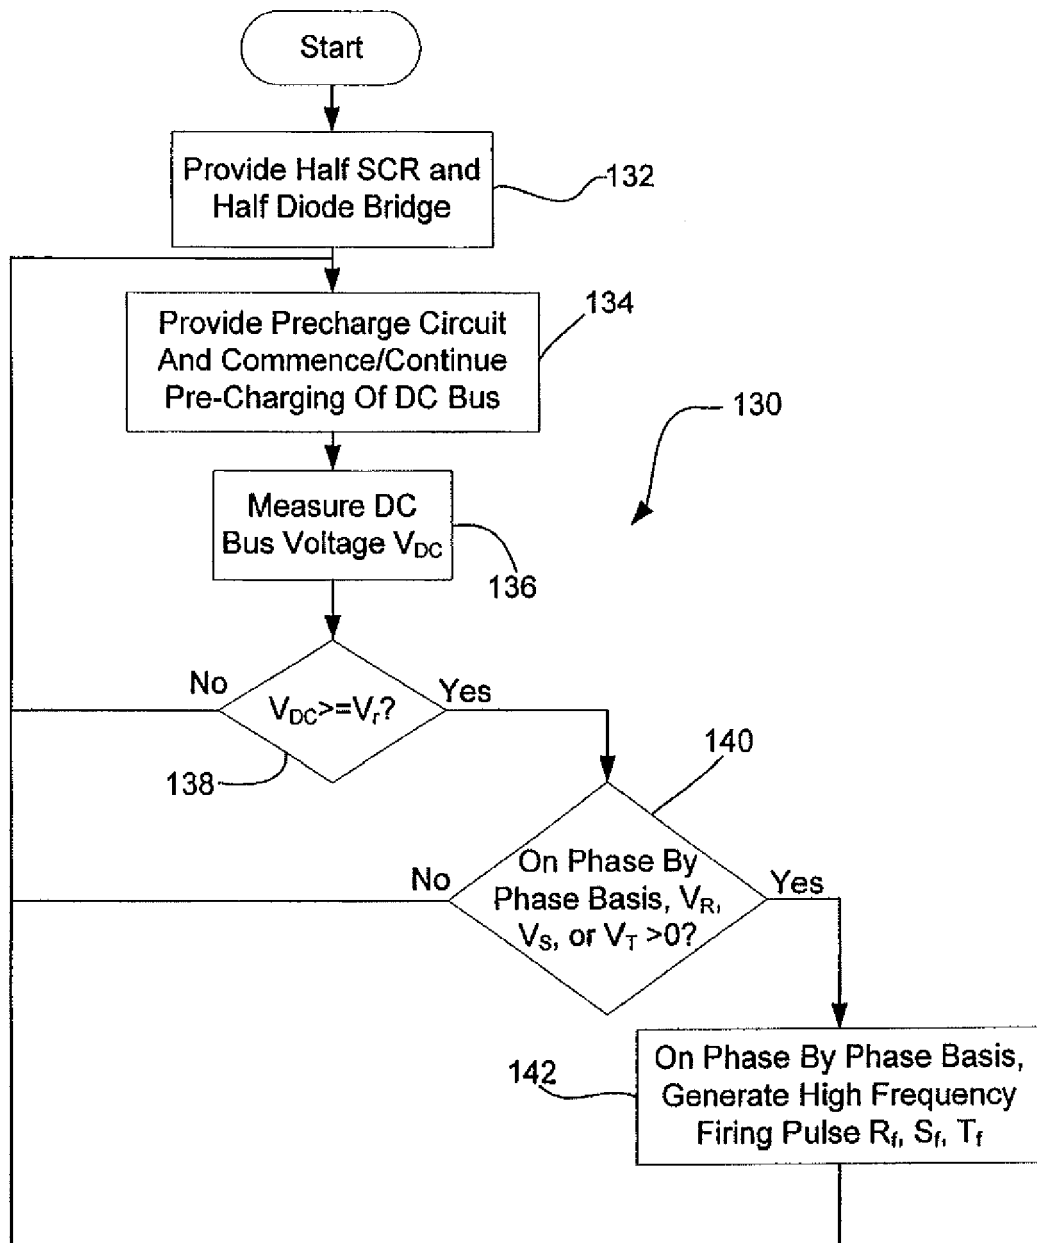 Start
Provide Half SCR and
Half Diode Bridge
132
Provide Precharge Circuit
And Commence/Continue
Pre-Charging Of DC Bus
134
130
Measure DC
Bus Voltage V_DC
136
No
V_DC>=V_r?
Yes
138
140
No
On Phase By
Phase Basis, V_R,
V_S, or V_T >0?
Yes
142
On Phase By Phase Basis,
Generate High Frequency
Firing Pulse R_f, S_f, T_f